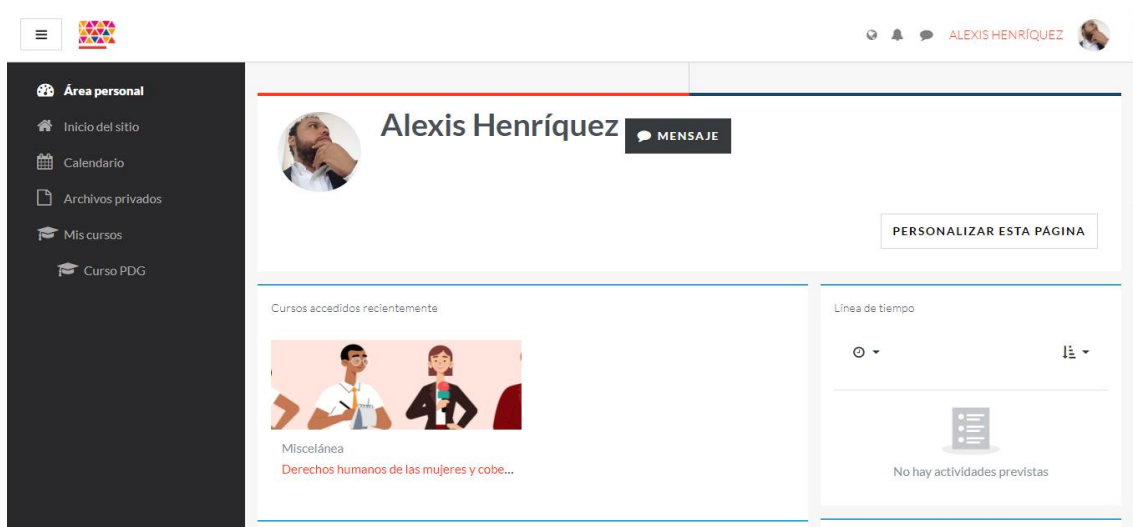 ALEXIS HENRÍQUEZ
Área personal
Inicio del sitio
Calendario
Archivos privados
Mis cursos
Curso PDG
Alexis Henríquez
MENSAJE
PERSONALIZAR ESTA PÁGINA
Cursos accedidos recientemente
Miscelánea
Derechos humanos de las mujeres y cobe...
Línea de tiempo
No hay actividades previstas